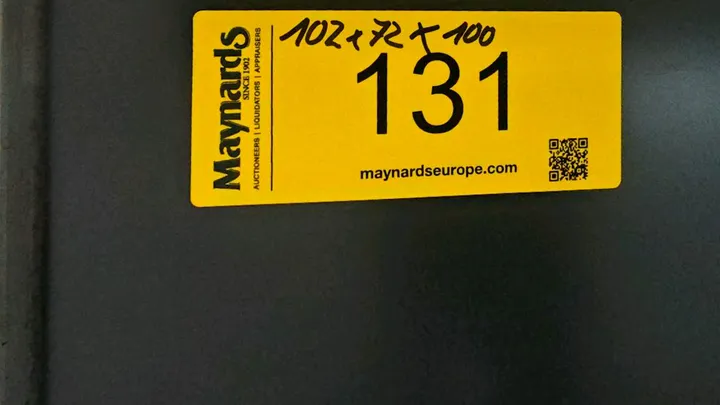 102 x 72 x 100
131
maynardseurope.com
Maynards
SINCE 1902
AUCTIONEERS | LIQUIDATORS | APPRAISERS